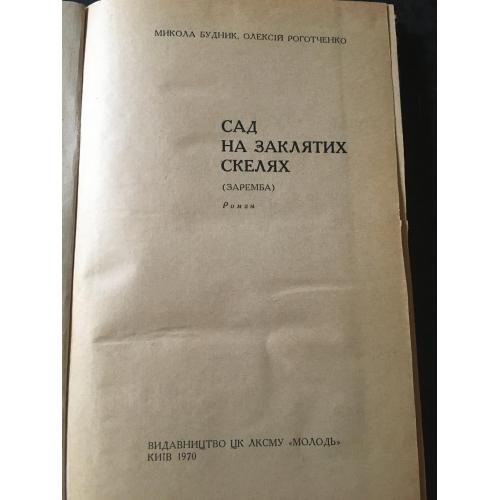 МИКОЛА БУДНИК, ОЛЕКСІЙ РОГОТЧЕНКО
САД
НА ЗАКЛЯТИХ
СКЕЛЯХ
(ЗАРЕМБА)
Роман
ВИДАВНИЦТВО ЦК ЛКСМУ «МОЛОДЬ»
КИЇВ 1970